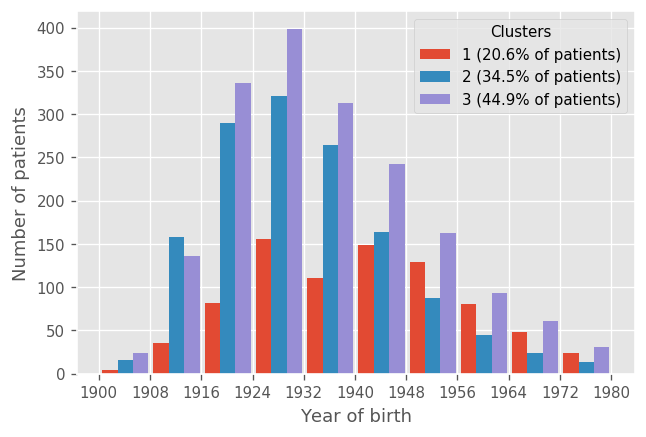 Clusters
1 (20.6% of patients)
2 (34.5% of patients)
3 (44.9% of patients)
Number of patients
400
350
300
250
200
150
100
50
0
1900 1908 1916 1924 1932 1940 1948 1956 1964 1972 1980
Year of birth